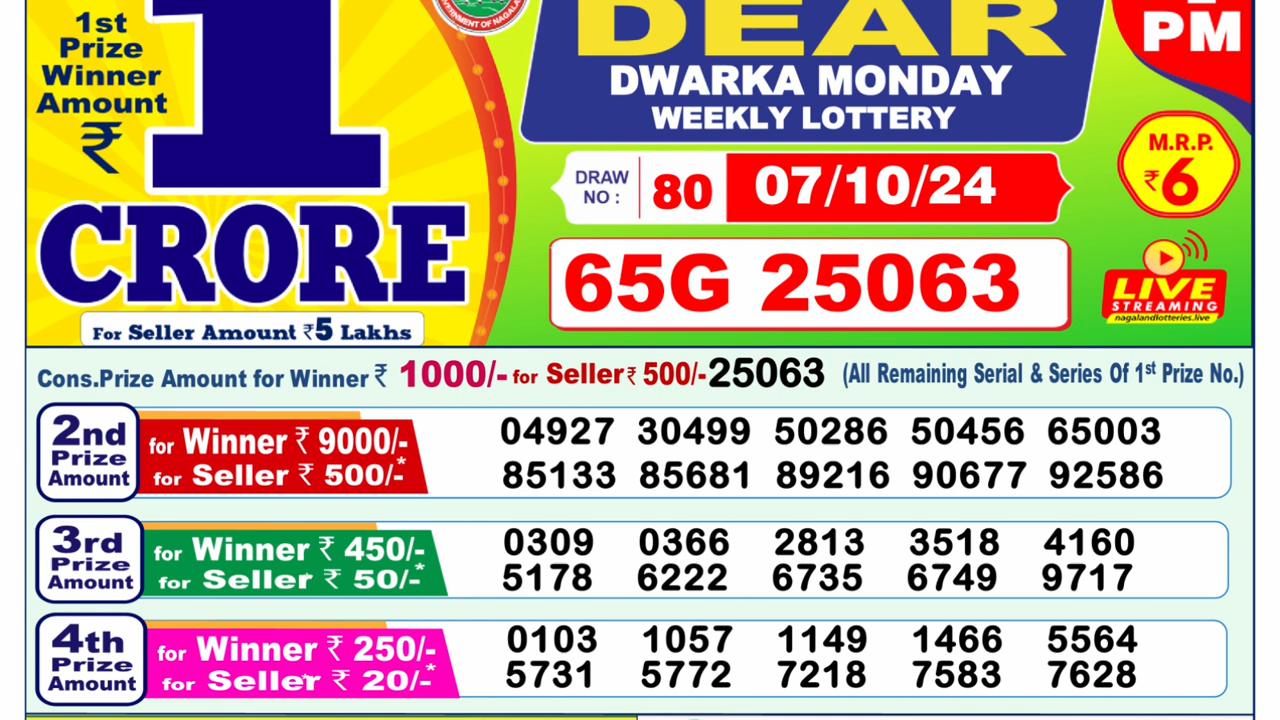 1st
Prize
Winner
Amount
₹
1
CRORE
For Seller Amount ₹5 Lakhs
GOVERNMENT OF NAGALA
DEAR
DWARKA MONDAY
WEEKLY LOTTERY
PM
DRAW NO : 80 07/10/24
65G 25063
M.R.P.
₹6
LIVE
STREAMING
nagalandlotteries.live
Cons.Prize Amount for Winner ₹ 1000/- for Seller ₹ 500/- 25063 (All Remaining Serial & Series Of 1st Prize No.)
2nd
Prize
Amount
for Winner ₹ 9000/-
for Seller ₹ 500/-*
04927 30499 50286 50456 65003
85133 85681 89216 90677 92586
3rd
Prize
Amount
for Winner ₹ 450/-
for Seller ₹ 50/-*
0309 0366 2813 3518 4160
5178 6222 6735 6749 9717
4th
Prize
Amount
for Winner ₹ 250/-
for Seller ₹ 20/-*
0103 1057 1149 1466 5564
5731 5772 7218 7583 7628